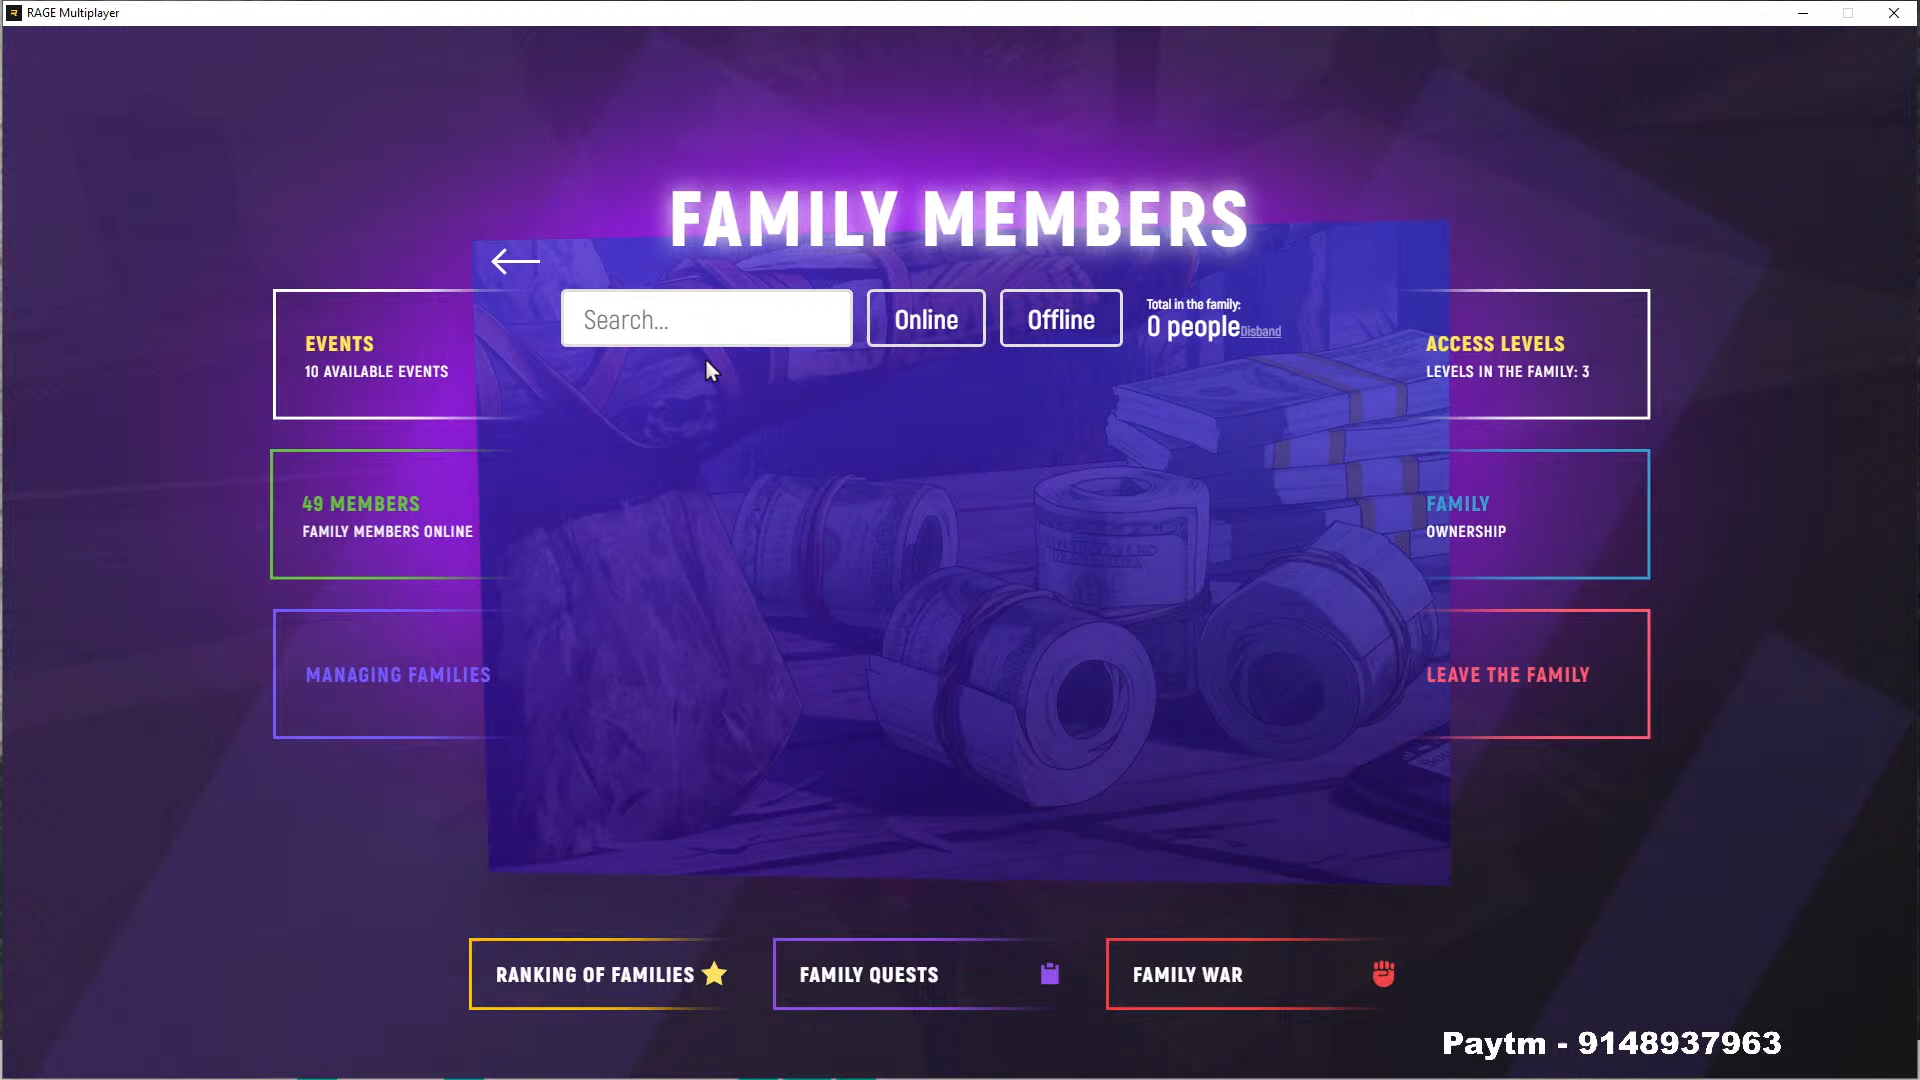 RAGE Multiplayer
FAMILY MEMBERS
Search...
Online
Offline
Total in the family:
0 people Disband
EVENTS
10 AVAILABLE EVENTS
49 MEMBERS
FAMILY MEMBERS ONLINE
MANAGING FAMILIES
ACCESS LEVELS
LEVELS IN THE FAMILY: 3
FAMILY
OWNERSHIP
LEAVE THE FAMILY
RANKING OF FAMILIES
FAMILY QUESTS
FAMILY WAR
Paytm - 9148937963